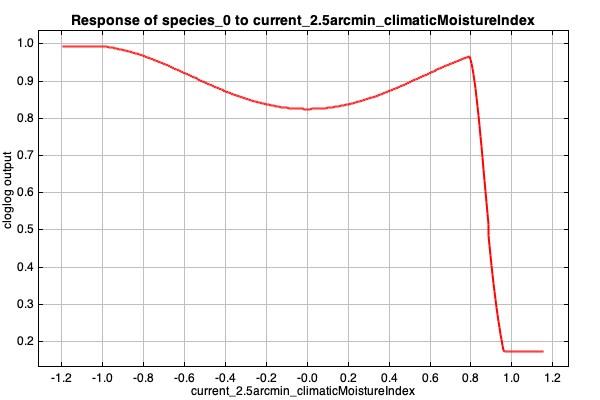 Response of species_0 to current_2.5arcmin_climaticMoistureIndex
cloglog output
1.0
0.9
0.8
0.7
0.6
0.5
0.4
0.3
0.2
-1.2 -1.0 -0.8 -0.6 -0.4 -0.2 -0.0 0.2 0.4 0.6 0.8 1.0 1.2
current_2.5arcmin_climaticMoistureIndex